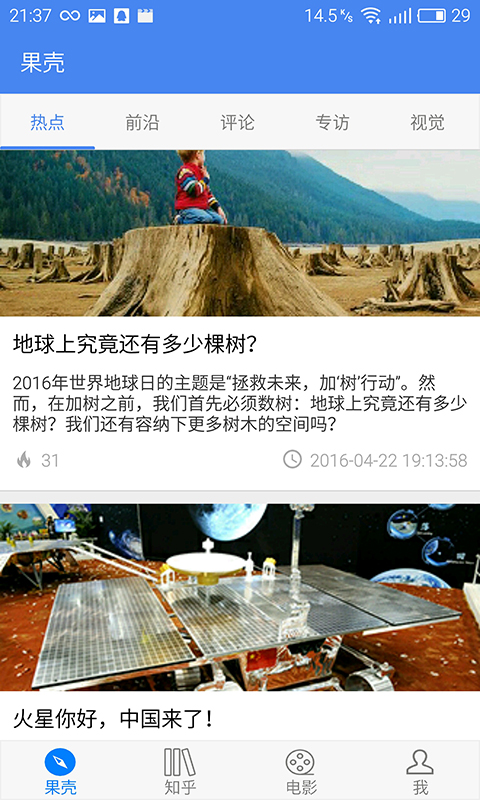 21:37 14.5 K/s 29
果壳
热点 前沿 评论 专访 视觉
地球上究竟还有多少棵树？
2016年世界地球日的主题是“拯救未来，加‘树’行动”。然
而，在加树之前，我们首先必须数树：地球上究竟还有多少
棵树？我们还有容纳下更多树木的空间吗？
31 2016-04-22 19:13:58
火星你好，中国来了！
果壳 知乎 电影 我